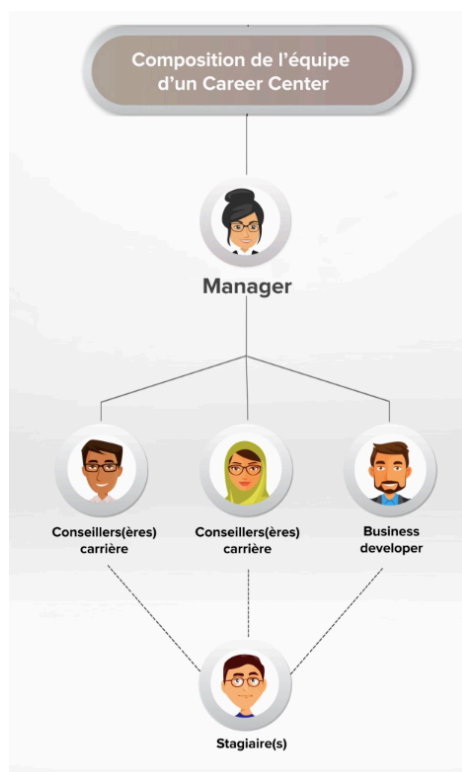 Composition de l'équipe
d'un Career Center
Manager
Conseillers(ères)
carrière
Conseillers(ères)
carrière
Business
developer
Stagiaire(s)